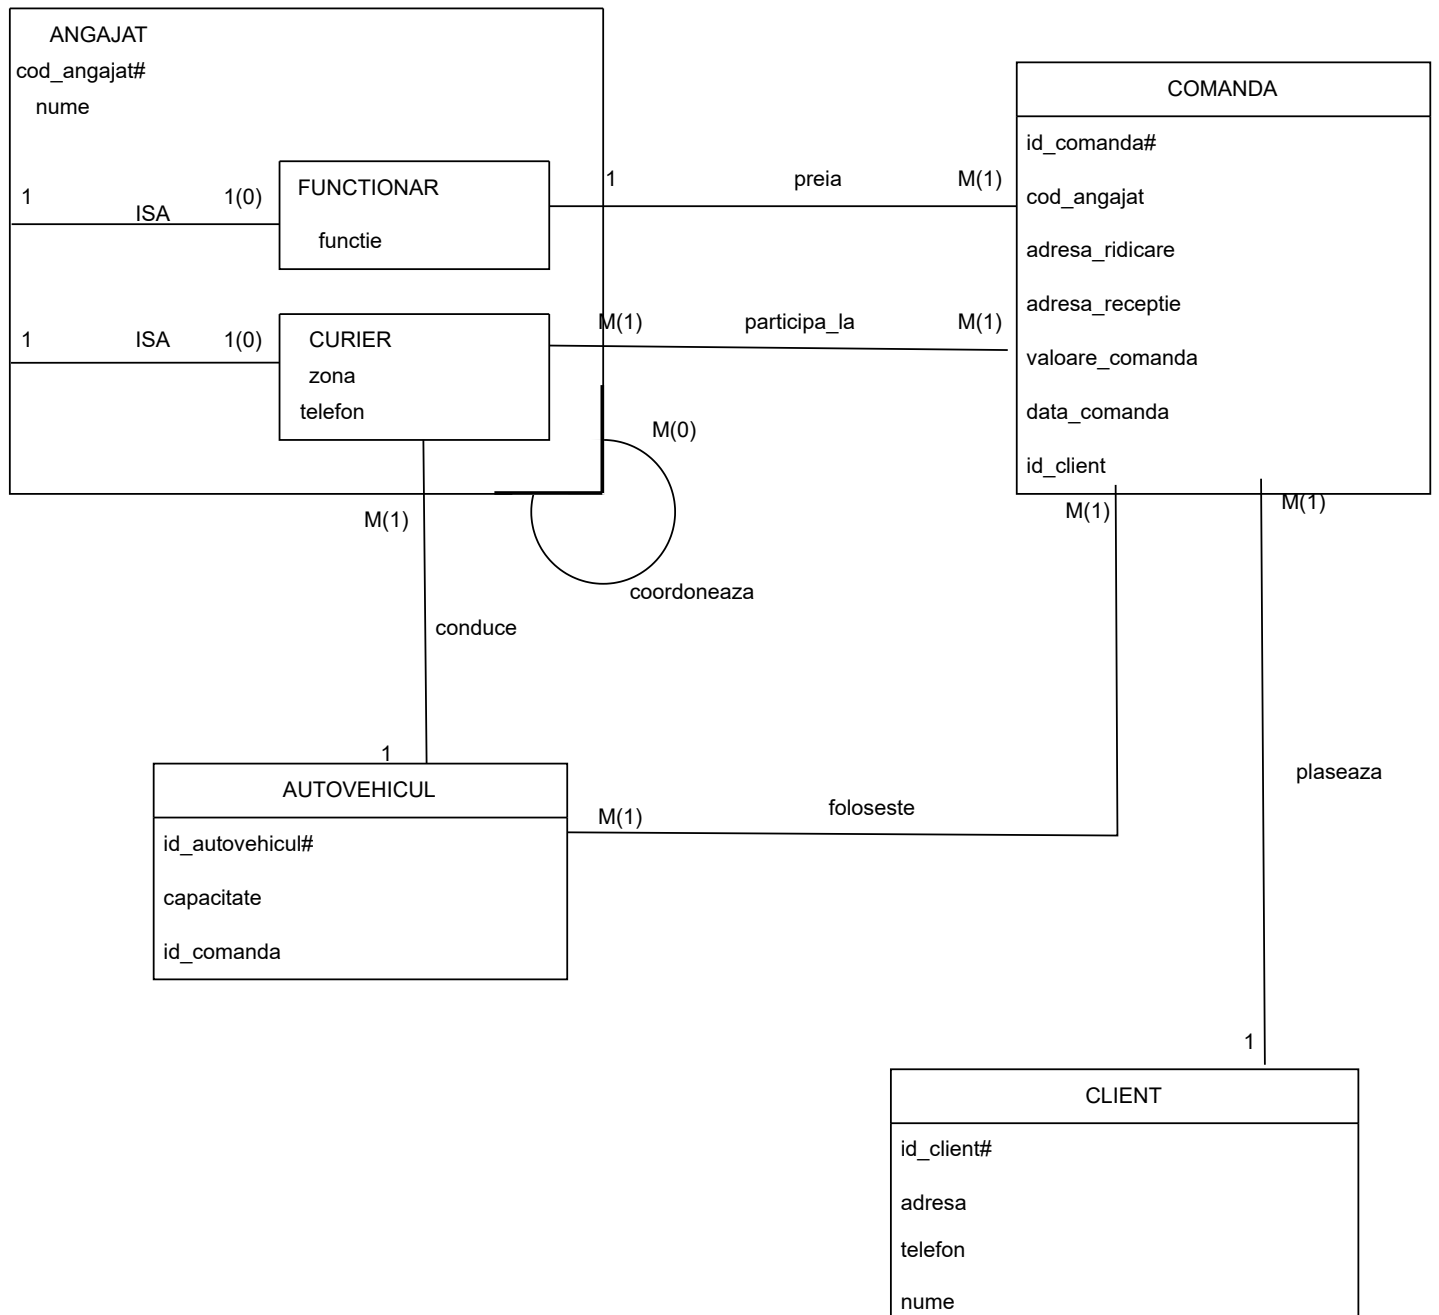 ANGAJAT
cod_angajat#
nume
1
ISA
1(0)
FUNCTIONAR
functie
1
ISA
1(0)
CURIER
zona
telefon
1
preia
M(1)
M(1)
participa_la
M(1)
COMANDA
id_comanda#
cod_angajat
adresa_ridicare
adresa_receptie
valoare_comanda
data_comanda
id_client
M(0)
coordoneaza
M(1)
conduce
1
M(1)
M(1)
plaseaza
AUTOVEHICUL
id_autovehicul#
capacitate
id_comanda
M(1)
foloseste
1
CLIENT
id_client#
adresa
telefon
nume